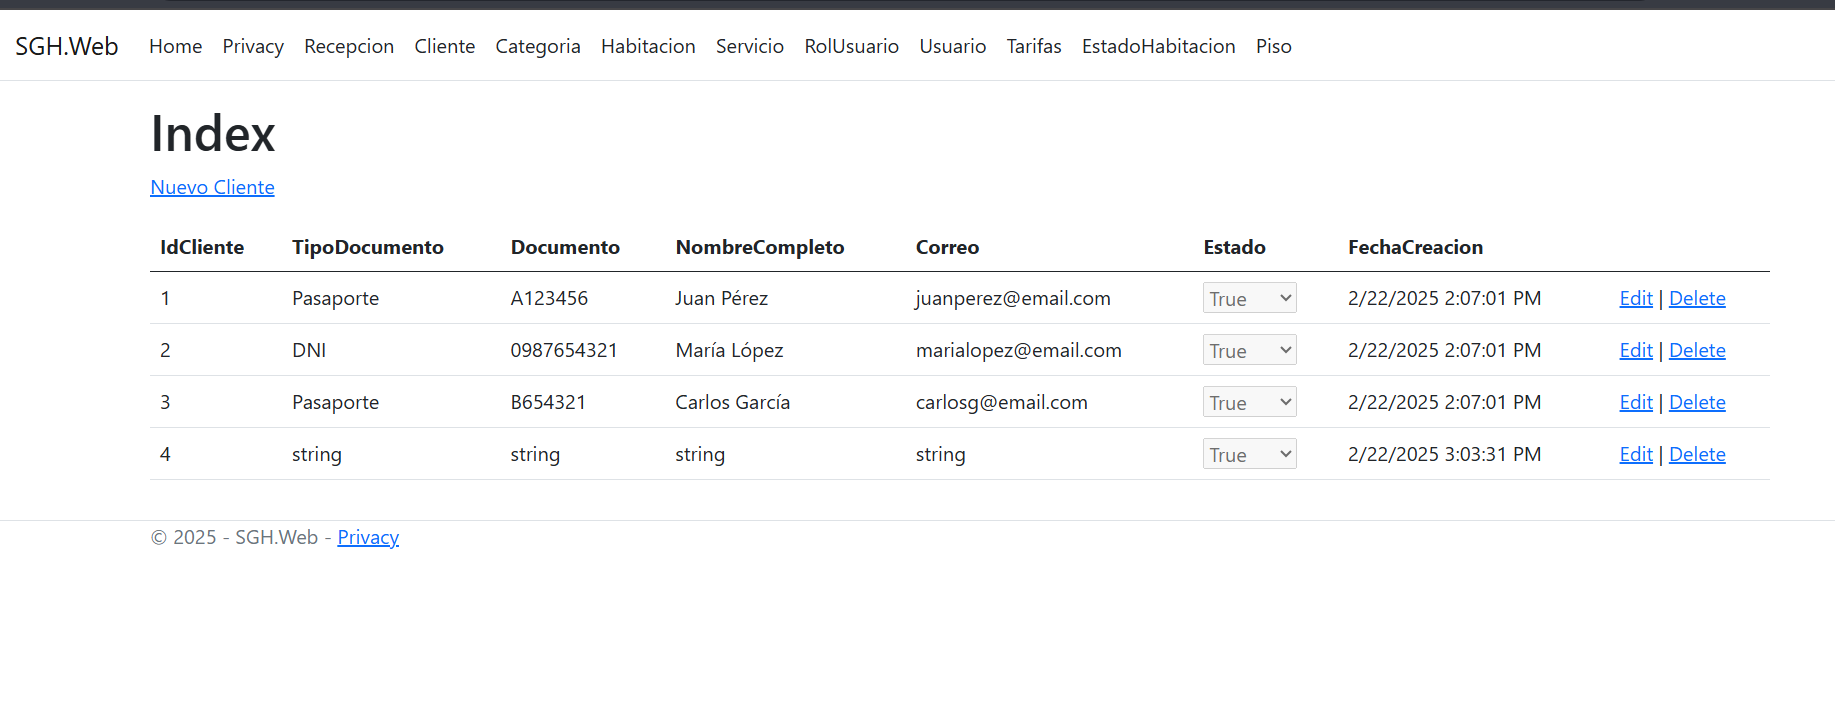 SGH.Web Home Privacy Recepcion Cliente Categoria Habitacion Servicio RolUsuario Usuario Tarifas EstadoHabitacion Piso
Index
Nuevo Cliente
IdCliente TipoDocumento Documento NombreCompleto Correo Estado FechaCreacion
1 Pasaporte A123456 Juan Pérez juanperez@email.com True 2/22/2025 2:07:01 PM Edit | Delete
2 DNI 0987654321 María López marialopez@email.com True 2/22/2025 2:07:01 PM Edit | Delete
3 Pasaporte B654321 Carlos García carlosg@email.com True 2/22/2025 2:07:01 PM Edit | Delete
4 string string string string True 2/22/2025 3:03:31 PM Edit | Delete
© 2025 - SGH.Web - Privacy